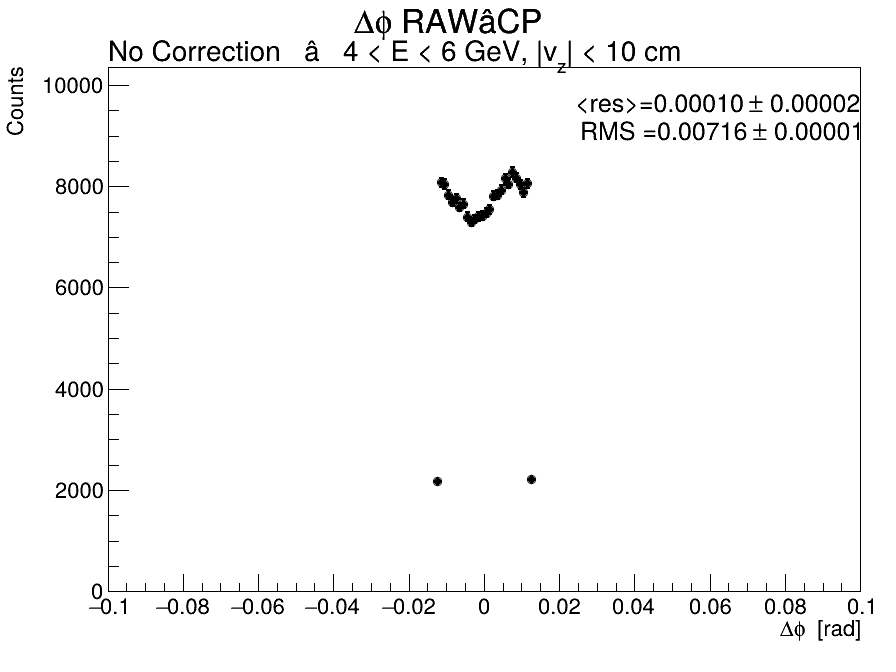 Δϕ RAWâCP
No Correction â 4 < E < 6 GeV, |v_z| < 10 cm
Counts
<res>=0.00010 ± 0.00002
RMS =0.00716 ± 0.00001
10000
8000
6000
4000
2000
0
−0.1 −0.08 −0.06 −0.04 −0.02 0 0.02 0.04 0.06 0.08 0.1
Δϕ [rad]